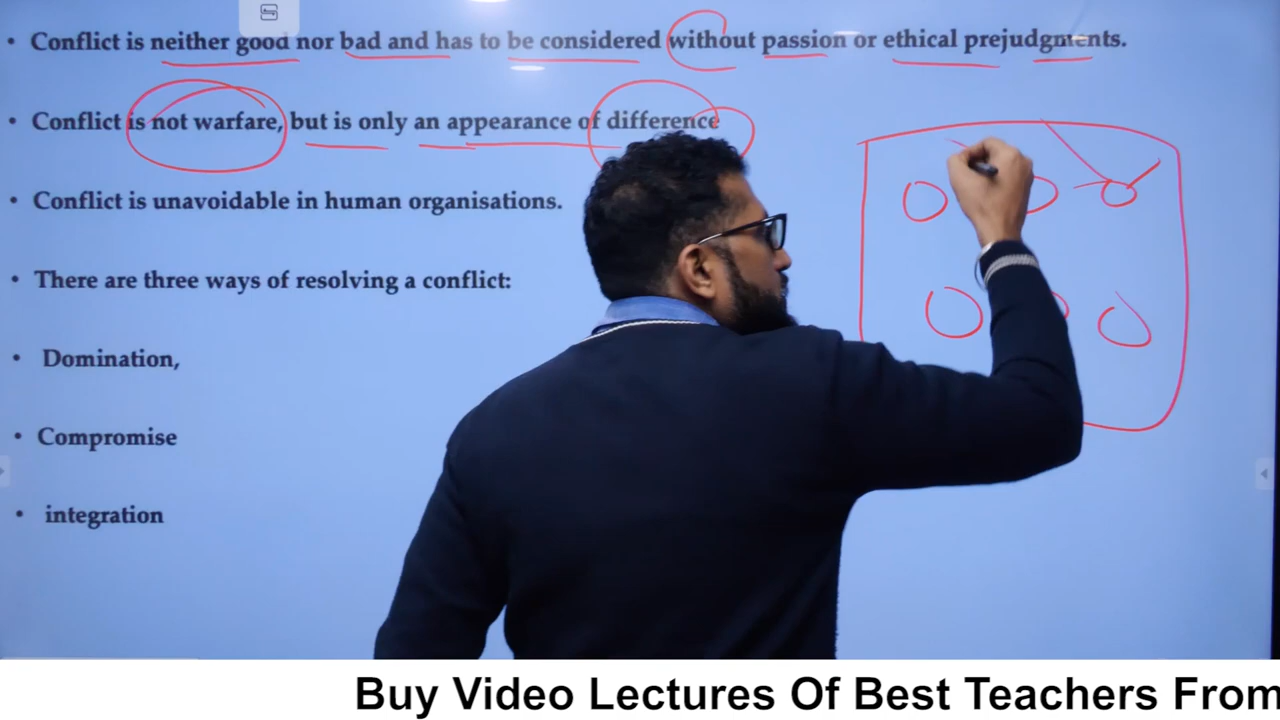 • Conflict is neither good nor bad and has to be considered without passion or ethical prejudgments.
• Conflict is not warfare, but is only an appearance of difference
• Conflict is unavoidable in human organisations.
• There are three ways of resolving a conflict:
• Domination,
• Compromise
• integration
Buy Video Lectures Of Best Teachers From